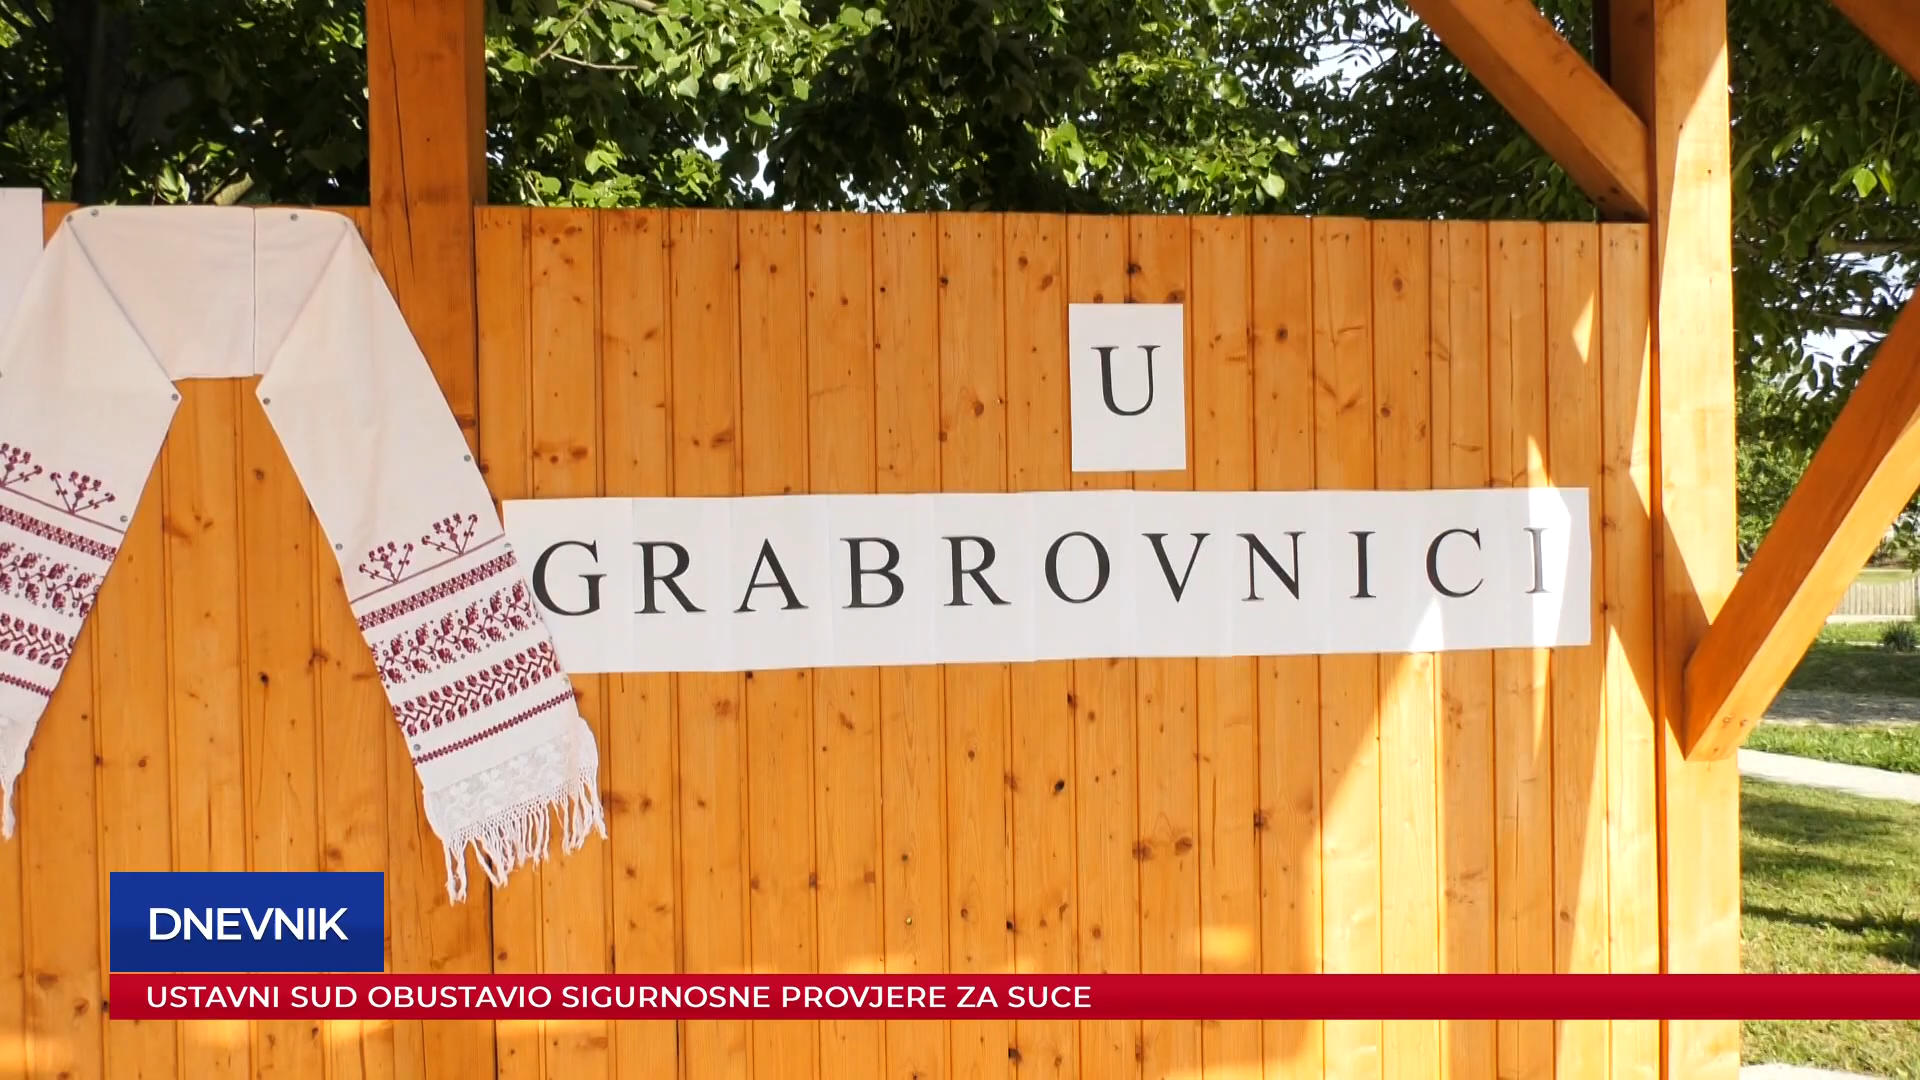 U
GRABROVNICI
DNEVNIK
USTAVNI SUD OBUSTAVIO SIGURNOSNE PROVJERE ZA SUCE